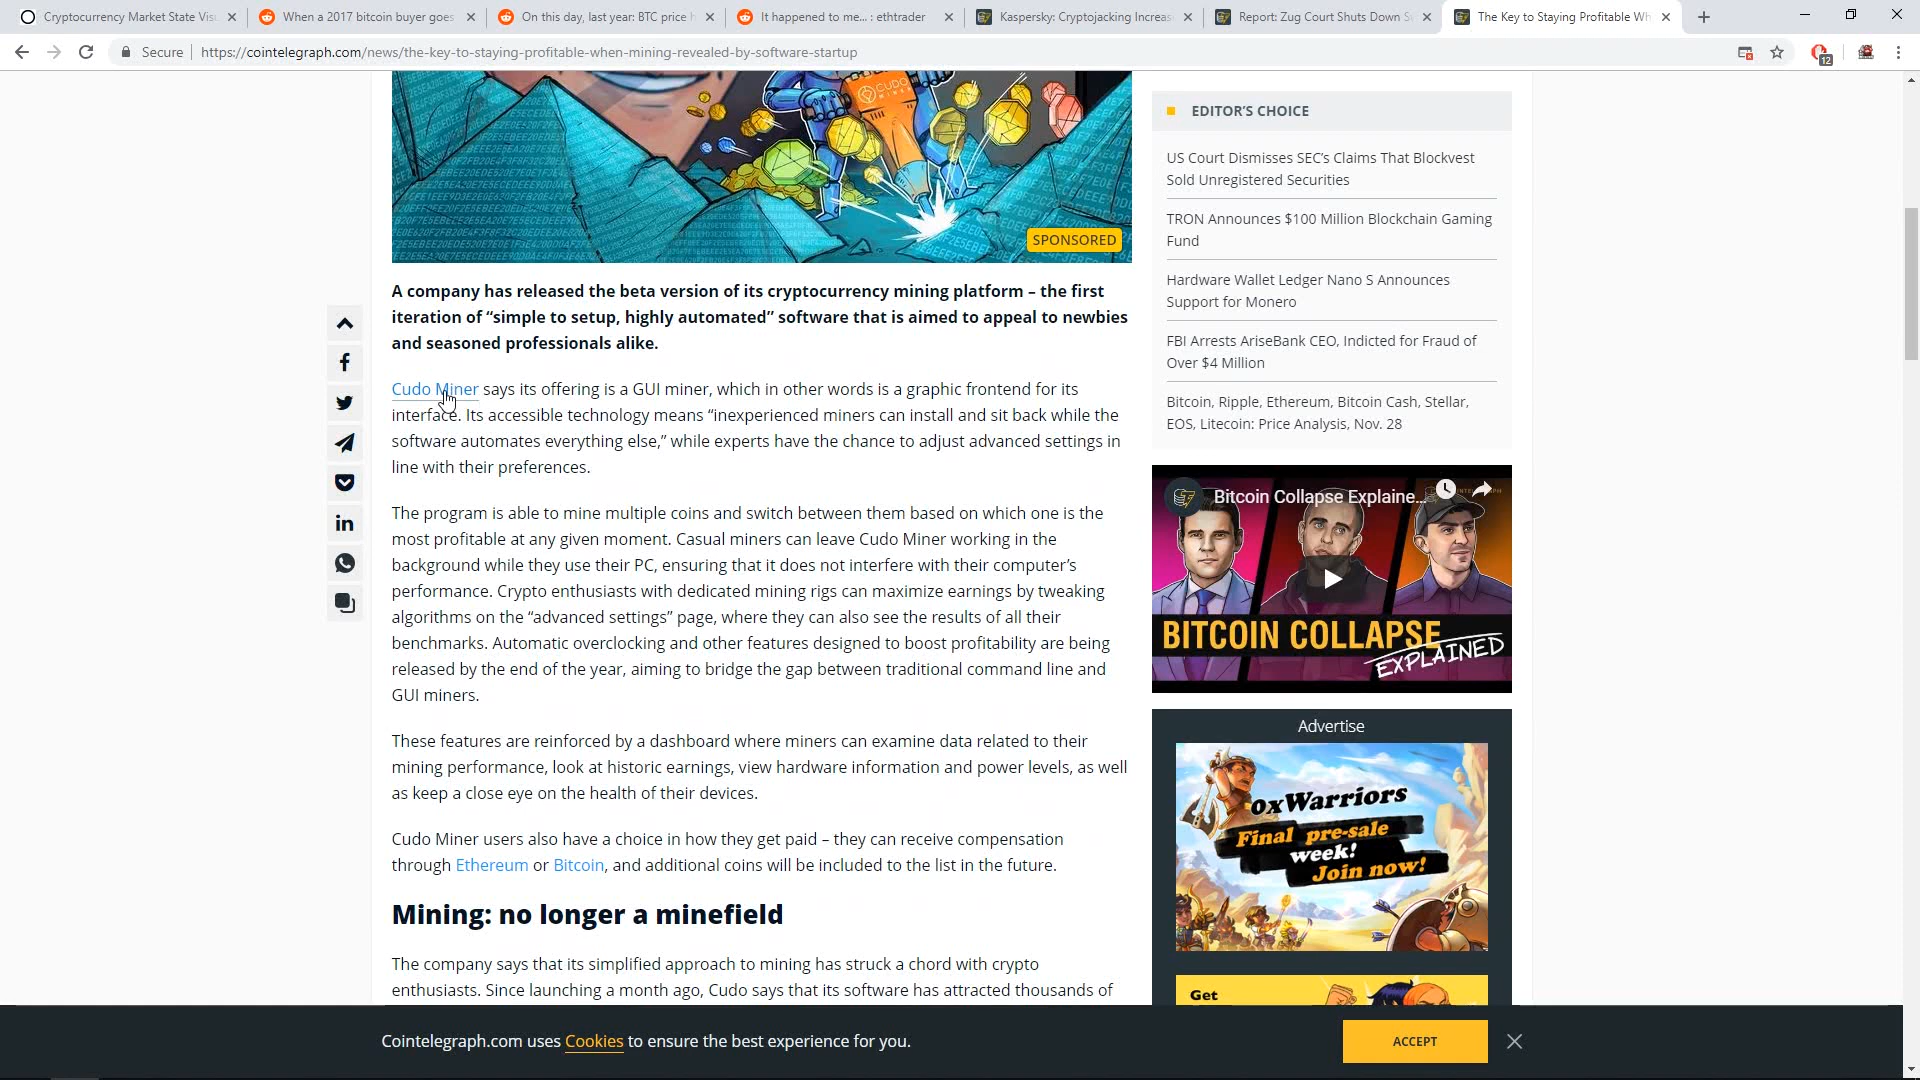 Cryptocurrency Market State Visu
When a 2017 bitcoin buyer goes
On this day, last year: BTC price h
It happened to me... : ethtrader
Kaspersky: Cryptojacking Increas
Report: Zug Court Shuts Down S
The Key to Staying Profitable Wh
Secure
https://cointelegraph.com/news/the-key-to-staying-profitable-when-mining-revealed-by-software-startup
12
CUDO
MINER
SPONSORED
A company has released the beta version of its cryptocurrency mining platform – the first
iteration of “simple to setup, highly automated” software that is aimed to appeal to newbies
and seasoned professionals alike.
Cudo Miner says its offering is a GUI miner, which in other words is a graphic frontend for its
interface. Its accessible technology means “inexperienced miners can install and sit back while the
software automates everything else,” while experts have the chance to adjust advanced settings in
line with their preferences.
The program is able to mine multiple coins and switch between them based on which one is the
most profitable at any given moment. Casual miners can leave Cudo Miner working in the
background while they use their PC, ensuring that it does not interfere with their computer’s
performance. Crypto enthusiasts with dedicated mining rigs can maximize earnings by tweaking
algorithms on the “advanced settings” page, where they can also see the results of all their
benchmarks. Automatic overclocking and other features designed to boost profitability are being
released by the end of the year, aiming to bridge the gap between traditional command line and
GUI miners.
These features are reinforced by a dashboard where miners can examine data related to their
mining performance, look at historic earnings, view hardware information and power levels, as well
as keep a close eye on the health of their devices.
Cudo Miner users also have a choice in how they get paid – they can receive compensation
through Ethereum or Bitcoin, and additional coins will be included to the list in the future.
Mining: no longer a minefield
The company says that its simplified approach to mining has struck a chord with crypto
enthusiasts. Since launching a month ago, Cudo says that its software has attracted thousands of
EDITOR’S CHOICE
US Court Dismisses SEC’s Claims That Blockvest
Sold Unregistered Securities
TRON Announces $100 Million Blockchain Gaming
Fund
Hardware Wallet Ledger Nano S Announces
Support for Monero
FBI Arrests AriseBank CEO, Indicted for Fraud of
Over $4 Million
Bitcoin, Ripple, Ethereum, Bitcoin Cash, Stellar,
EOS, Litecoin: Price Analysis, Nov. 28
Bitcoin Collapse Explaine...
BITCOIN COLLAPSE
EXPLAINED
Advertise
0xWarriors
Final pre-sale
week!
Join now!
Get
Cointelegraph.com uses Cookies to ensure the best experience for you.
ACCEPT